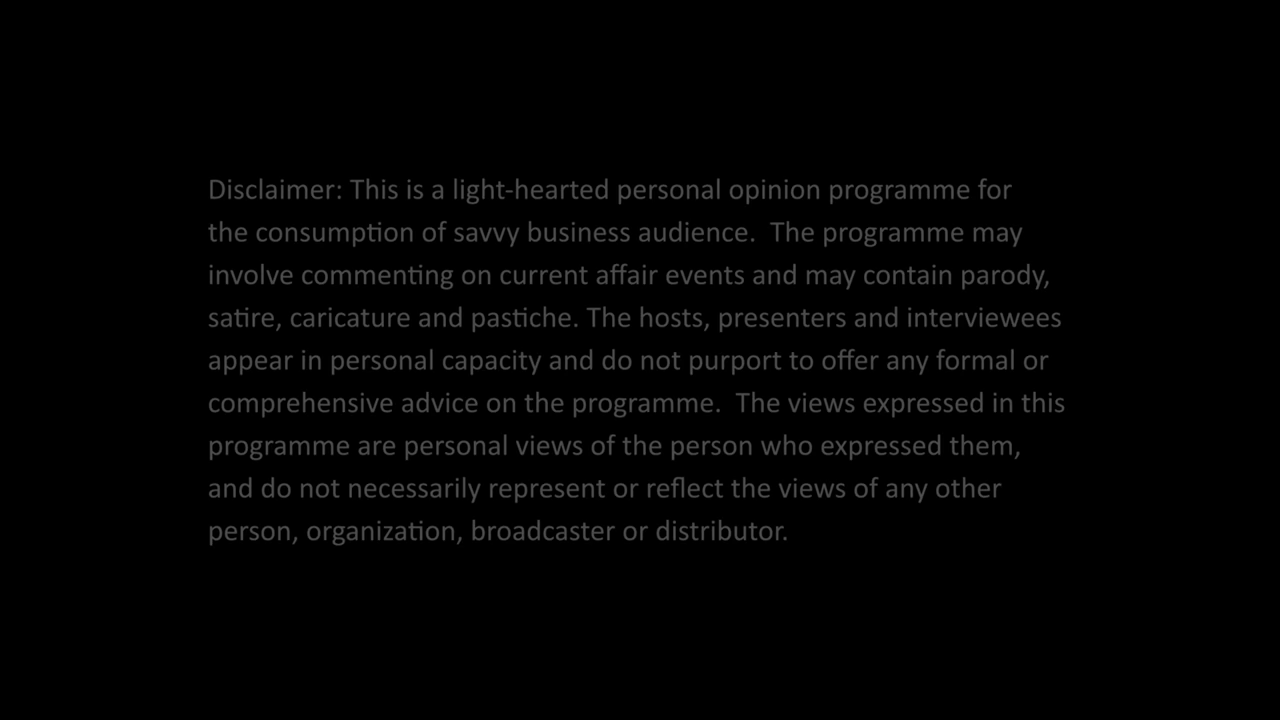 Disclaimer: This is a light-hearted personal opinion programme for
the consumption of savvy business audience.  The programme may
involve commenting on current affair events and may contain parody,
satire, caricature and pastiche. The hosts, presenters and interviewees
appear in personal capacity and do not purport to offer any formal or
comprehensive advice on the programme.  The views expressed in this
programme are personal views of the person who expressed them,
and do not necessarily represent or reflect the views of any other
person, organization, broadcaster or distributor.